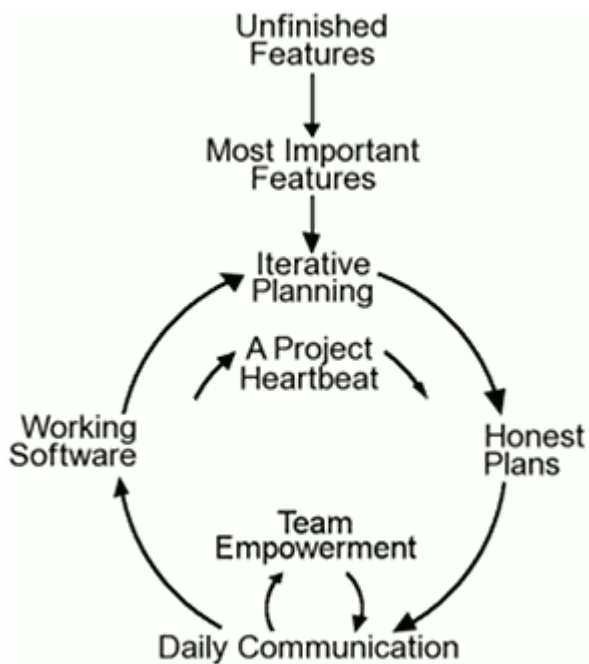 Unfinished
Features
Most Important
Features
Iterative
Planning
A Project
Heartbeat
Working
Software
Honest
Plans
Team
Empowerment
Daily Communication